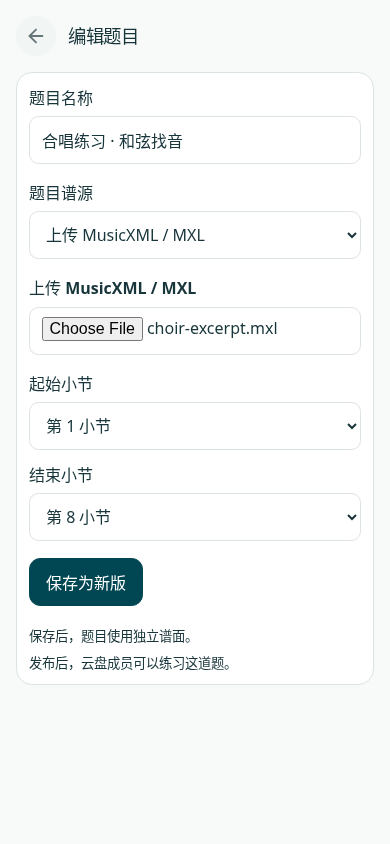 编辑题目
题目名称
合唱练习 · 和弦找音
题目谱源
上传 MusicXML / MXL
上传 MusicXML / MXL
Choose File choir-excerpt.mxl
起始小节
第 1 小节
结束小节
第 8 小节
保存为新版
保存后，题目使用独立谱面。
发布后，云盘成员可以练习这道题。